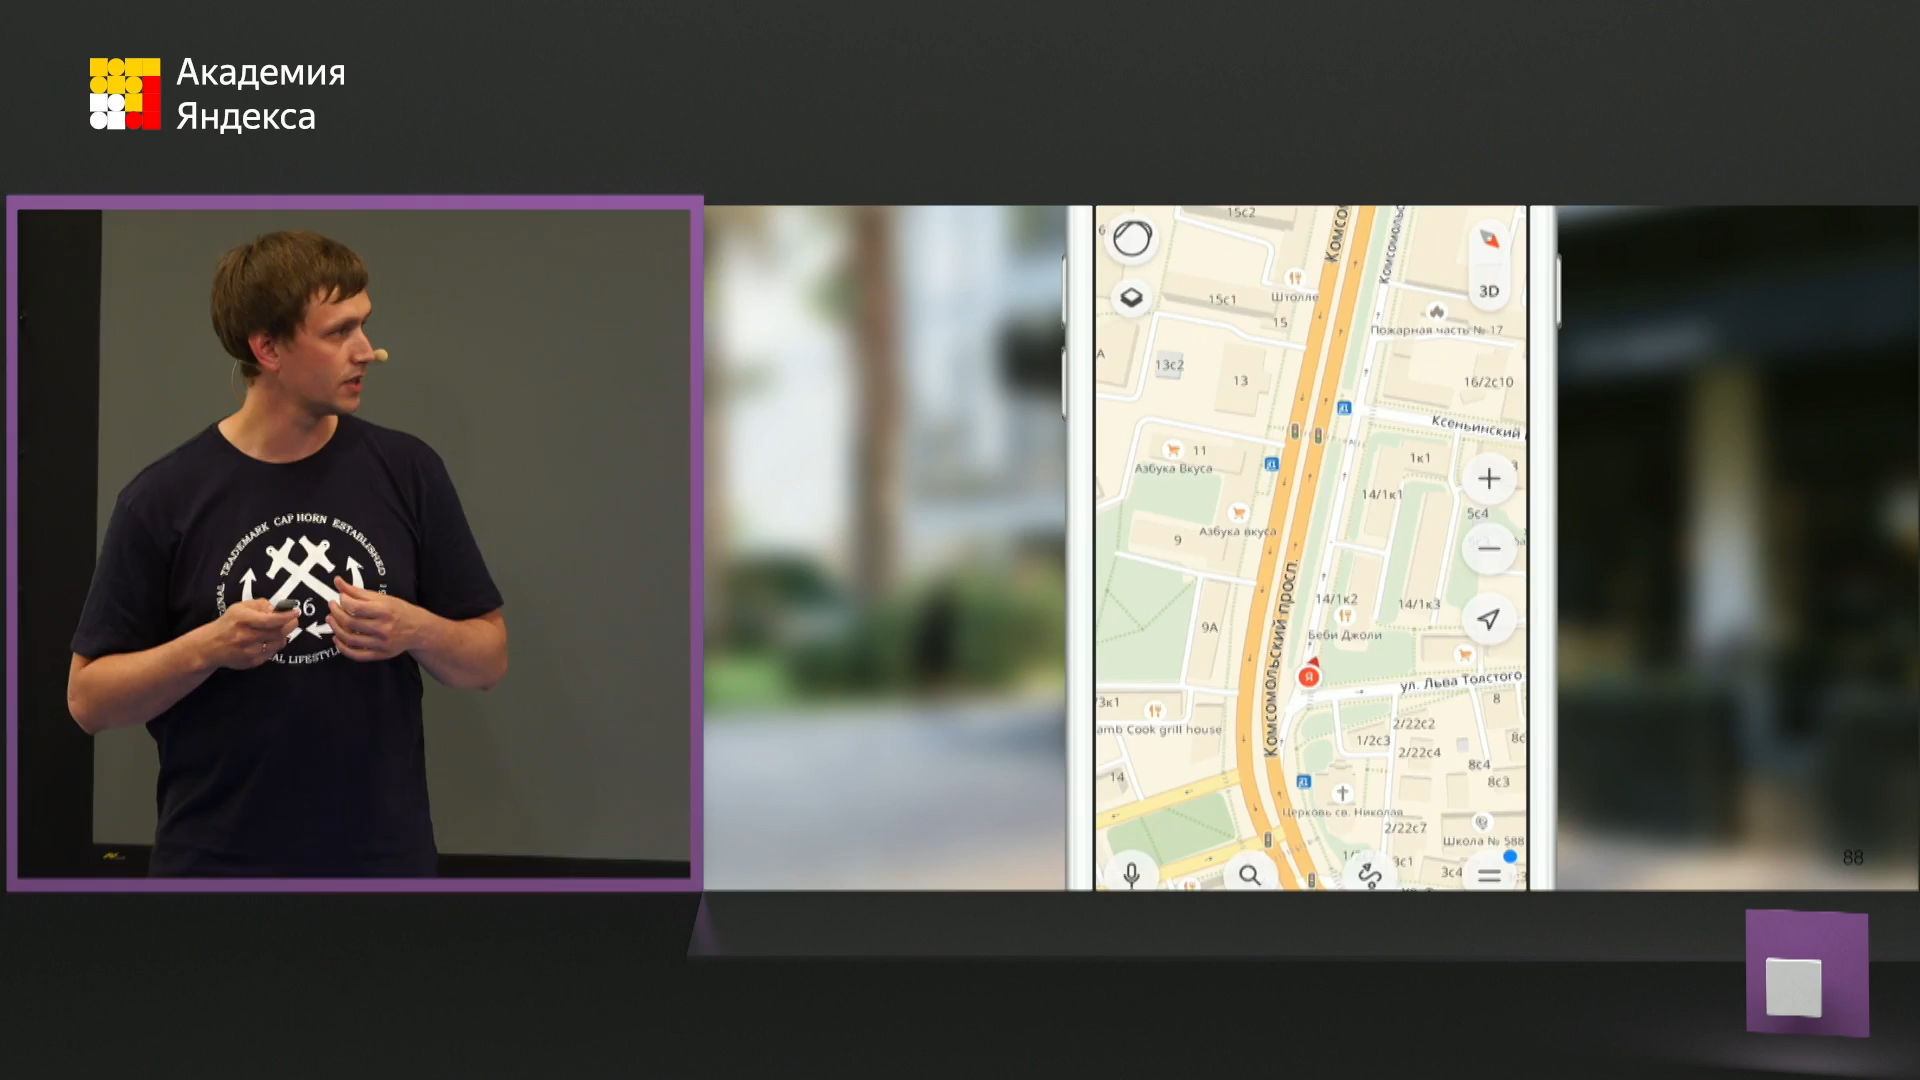 Академия
Яндекса
TRADEMARK CAP HORN ESTABLISHED
36
LIFESTYLE
15с2
6
3D
15с1
Штолле
15
Пожарная часть № 17
А
13с2
13
16/2с10
Ксеньинский
11
1к1
Азбука Вкуса
14/1к1
5с4
Азбука вкуса
9
14/1к2
14/1к3
9А
Беби Джоли
Комсомольский просп.
Я
ул. Льва Толстого
8
/3к1
2/22с2
amb Cook grill house
1/2с3
2/22с4
8с4
14
8с3
Церковь св. Николая
2/22с7
Школа № 588
3с1
3с4
88